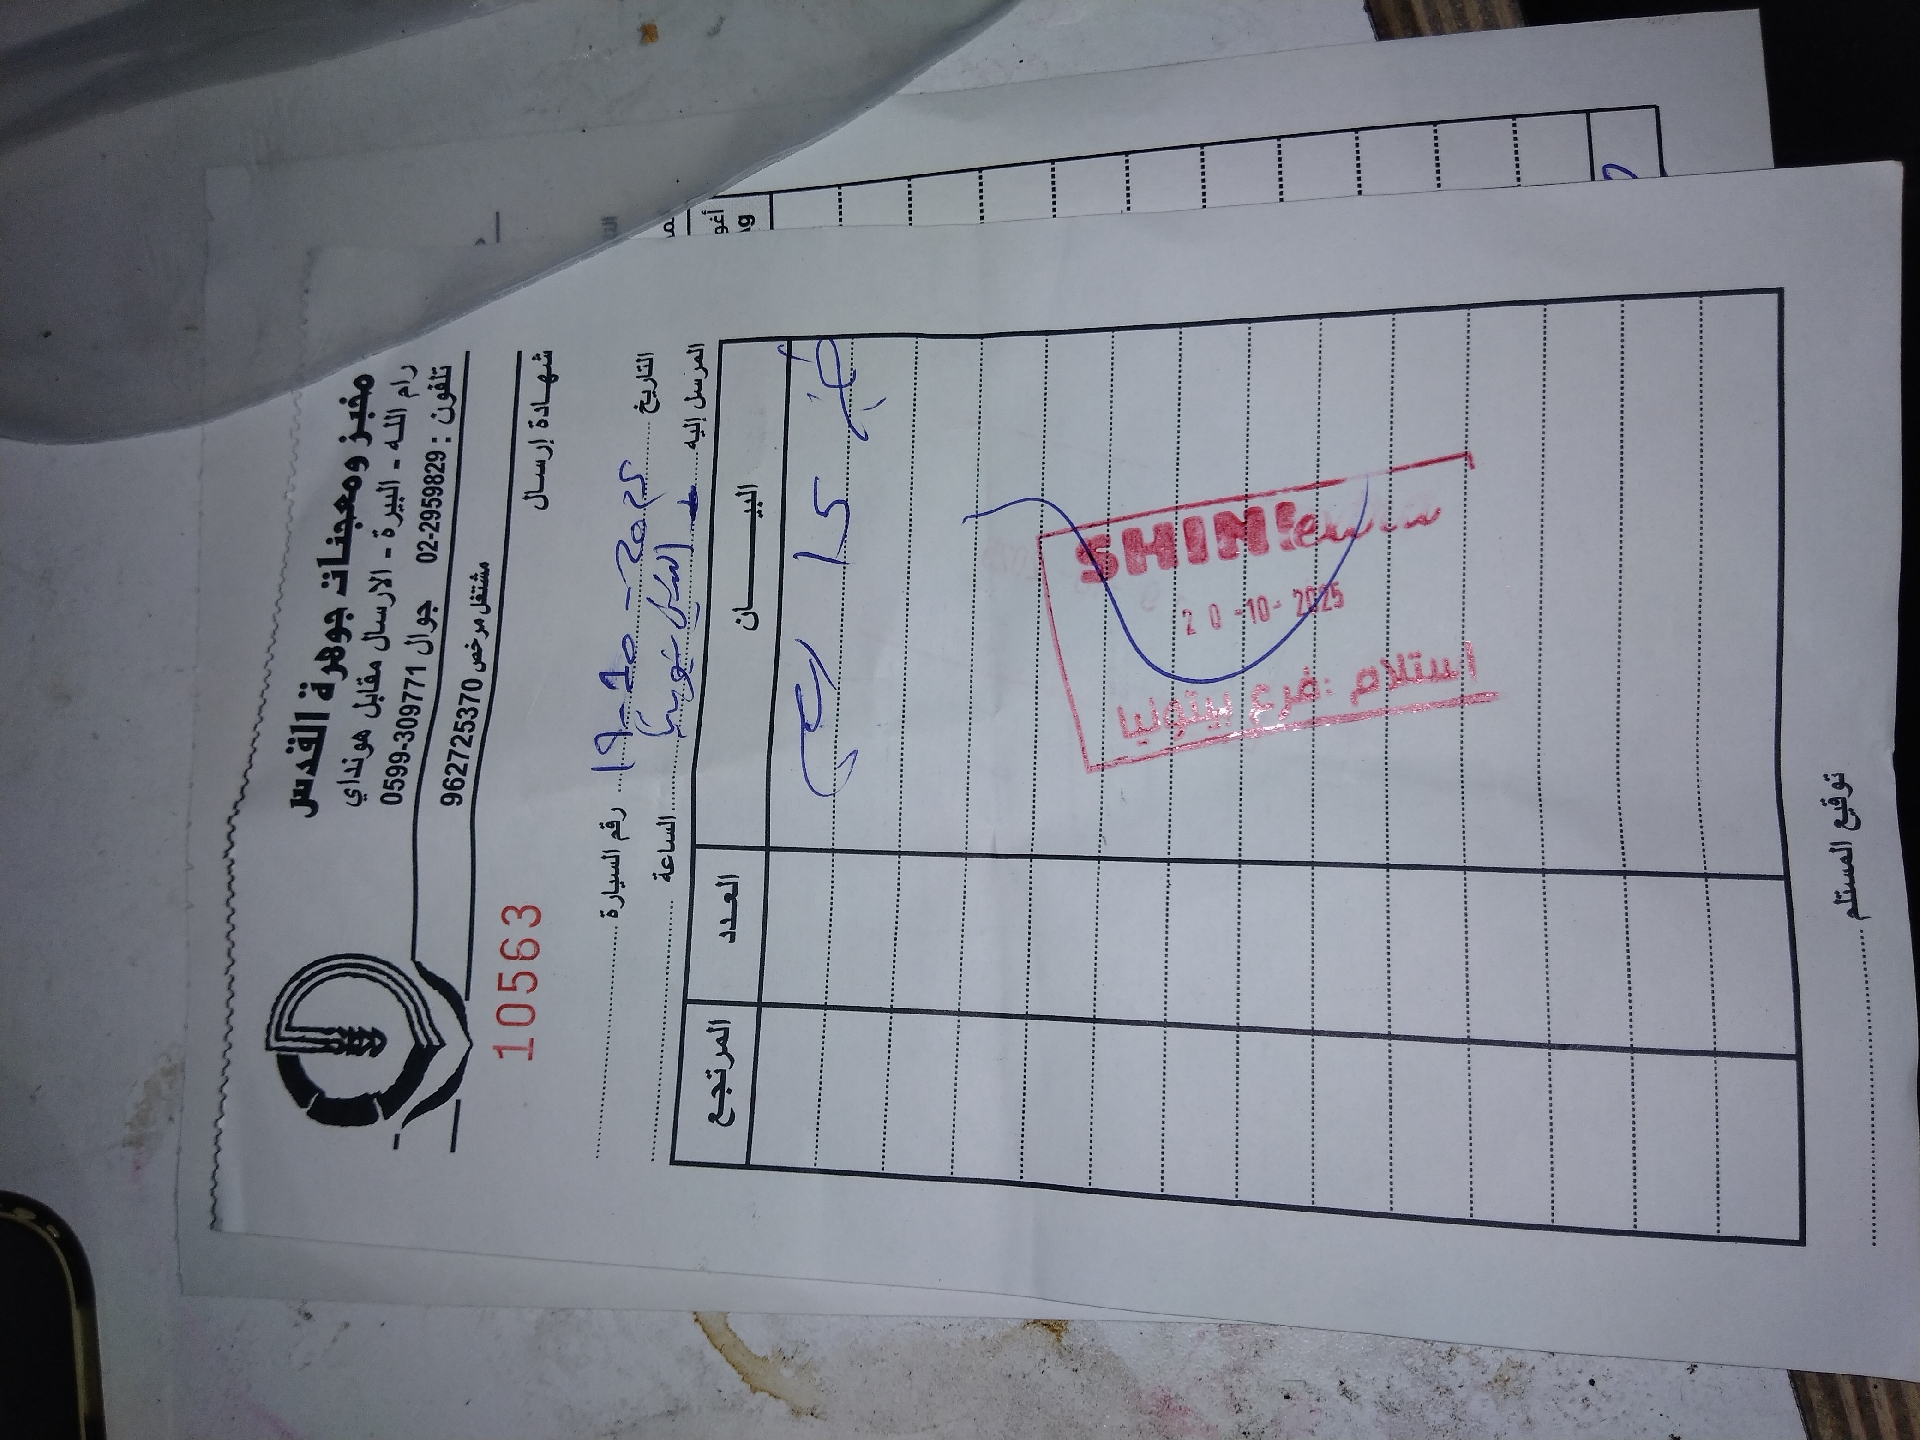 مخبز ومعجنات جوهرة القدس
رام الله - البيرة - الارسال مقابل هونداي
تلفون : 02-2959829 جوال 0599-309771
مشتغل مرخص 962725370
شهادة إرسال
10563
التاريخ 19-10-2025 رقم السيارة
المرسل إليه الساعة
البيـــان العدد المرتجع
15
SHINI
20-10-2025
استلام : فرع بيتونيا
توقيع المستلم